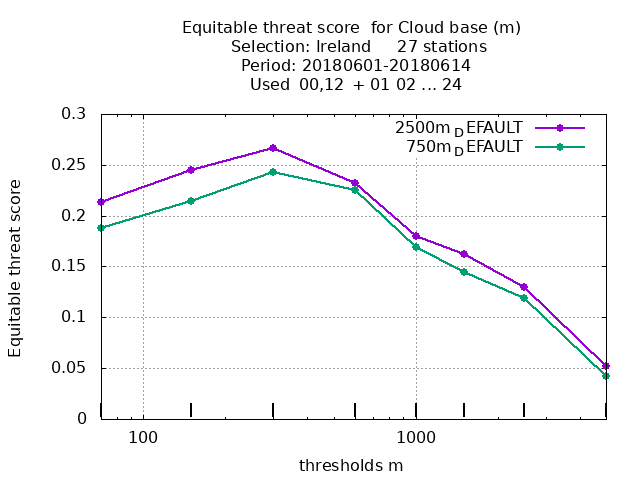 Equitable threat score for Cloud base (m)
Selection: Ireland 27 stations
Period: 20180601-20180614
Used 00,12 + 01 02 ... 24
2500m_DEFAULT
750m_DEFAULT
0.3
0.25
0.2
0.15
0.1
0.05
0
Equitable threat score
100 1000
thresholds m